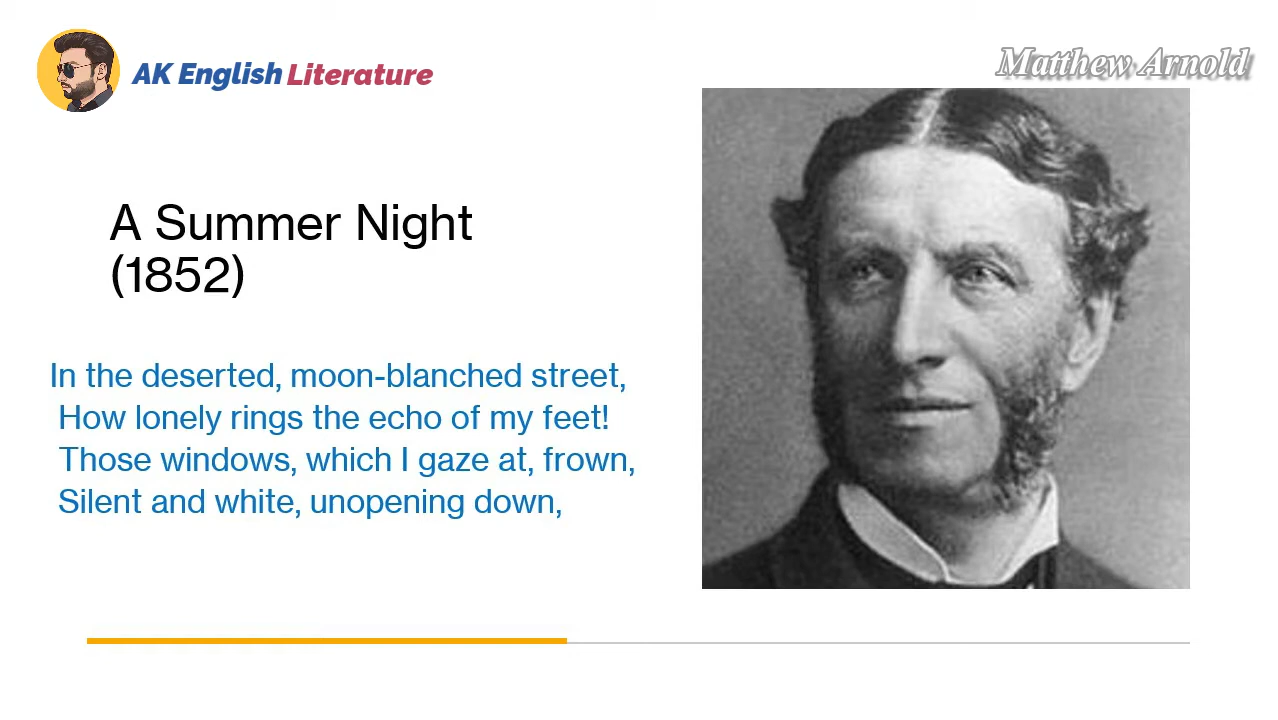 AK English Literature
Matthew Arnold
A Summer Night
(1852)
In the deserted, moon-blanched street,
How lonely rings the echo of my feet!
Those windows, which I gaze at, frown,
Silent and white, unopening down,